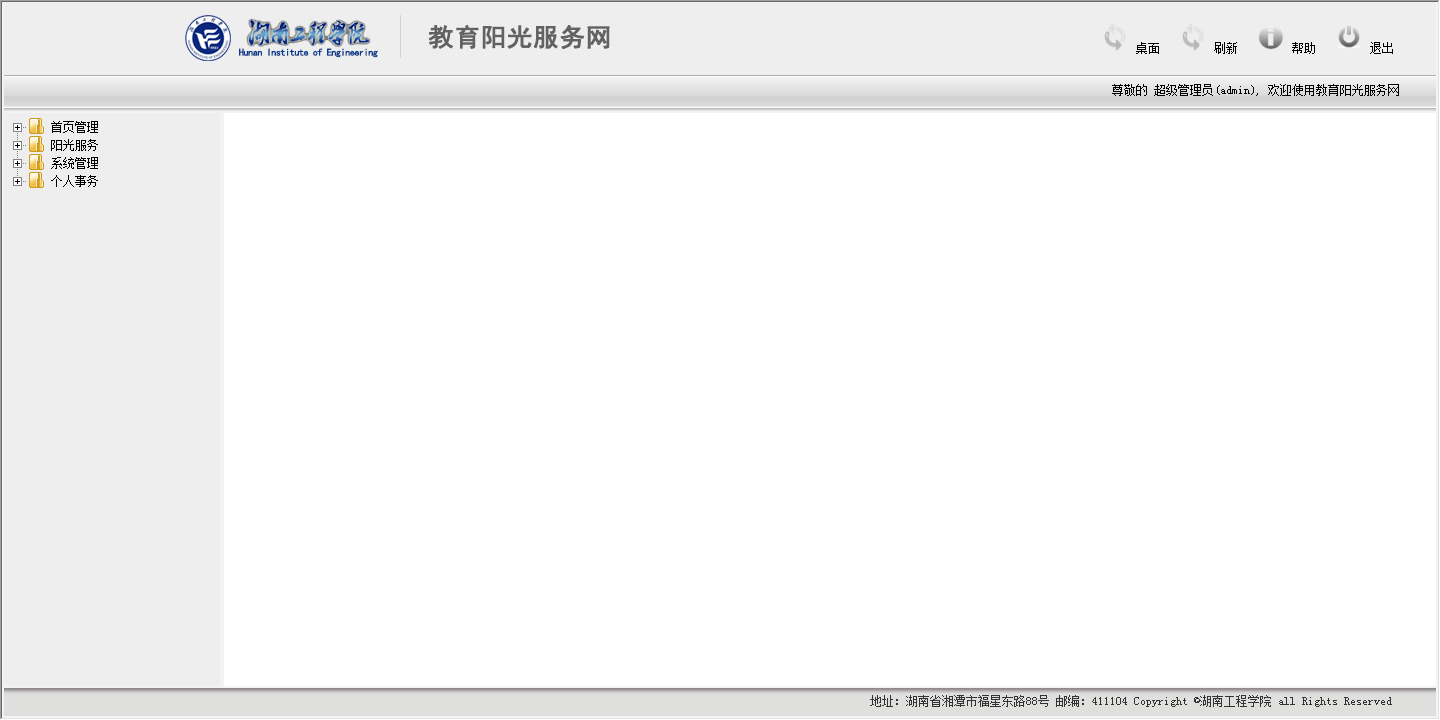 湖南工程学院
Hunan Institute of Engineering
教育阳光服务网
桌面 刷新 帮助 退出
尊敬的 超级管理员(admin), 欢迎使用教育阳光服务网
首页管理
阳光服务
系统管理
个人事务
地址: 湖南省湘潭市福星东路88号 邮编: 411104 Copyright ©湖南工程学院 all Rights Reserved